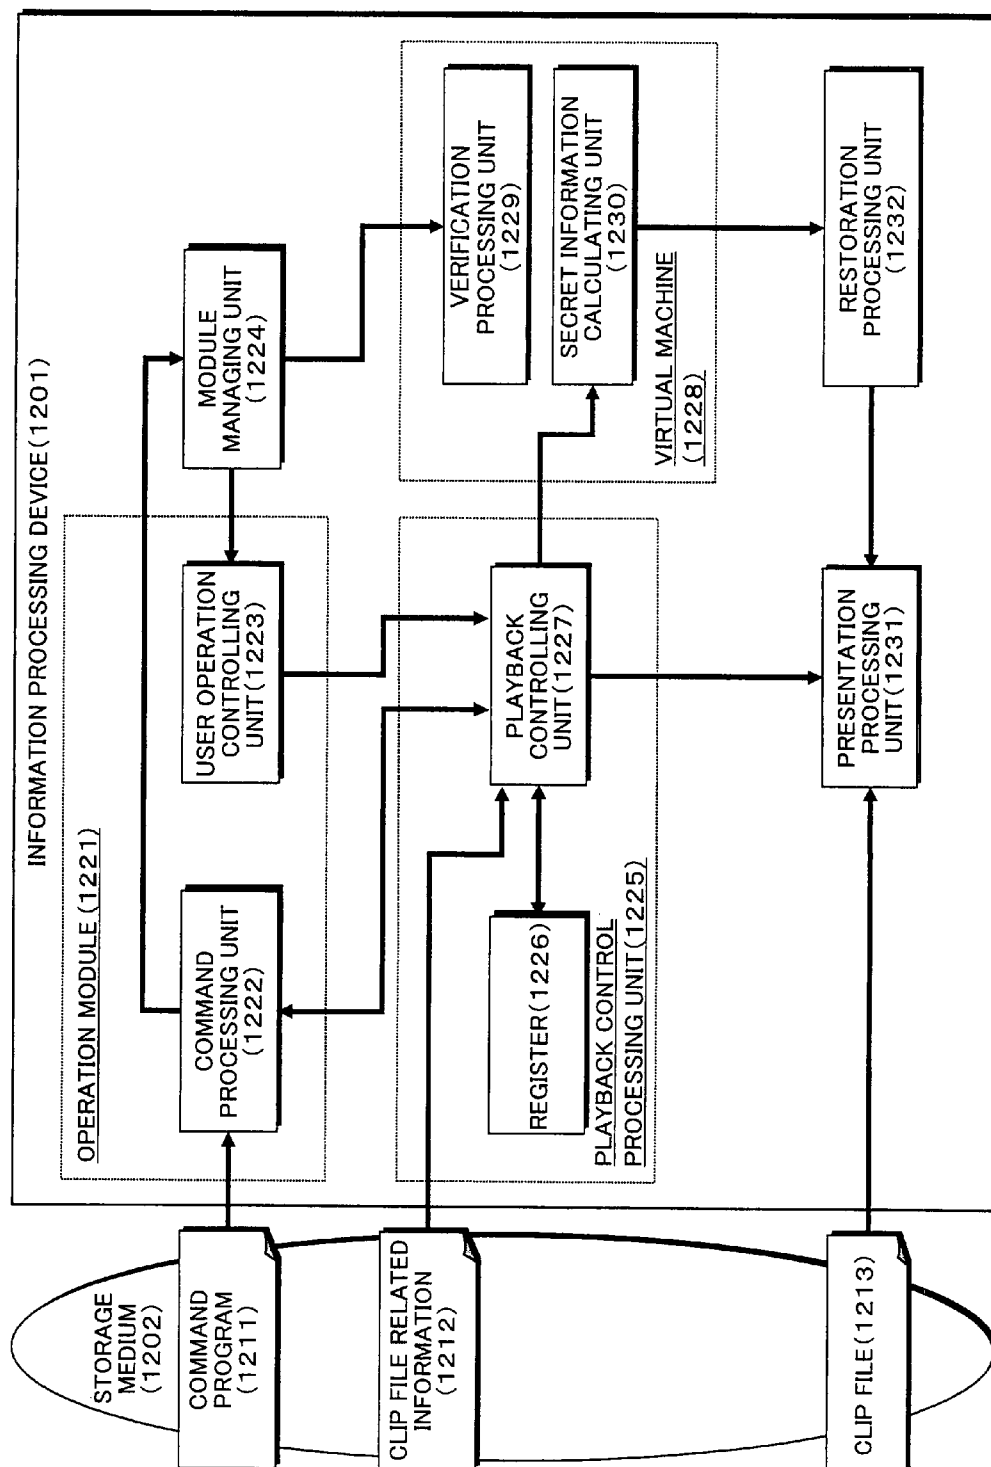 INFORMATION PROCESSING DEVICE(1201)
STORAGE
MEDIUM
(1202)
COMMAND
PROGRAM
(1211)
CLIP FILE RELATED
INFORMATION
(1212)
CLIP FILE(1213)
OPERATION MODULE(1221)
COMMAND
PROCESSING UNIT
(1222)
USER OPERATION
CONTROLLING
UNIT(1223)
MODULE
MANAGING UNIT
(1224)
REGISTER(1226)
PLAYBACK CONTROL
PROCESSING UNIT(1225)
PLAYBACK
CONTROLLING
UNIT(1227)
VERIFICATION
PROCESSING UNIT
(1229)
SECRET INFORMATION
CALCULATING UNIT
(1230)
VIRTUAL MACHINE
(1228)
PRESENTATION
PROCESSING
UNIT(1231)
RESTORATION
PROCESSING UNIT
(1232)